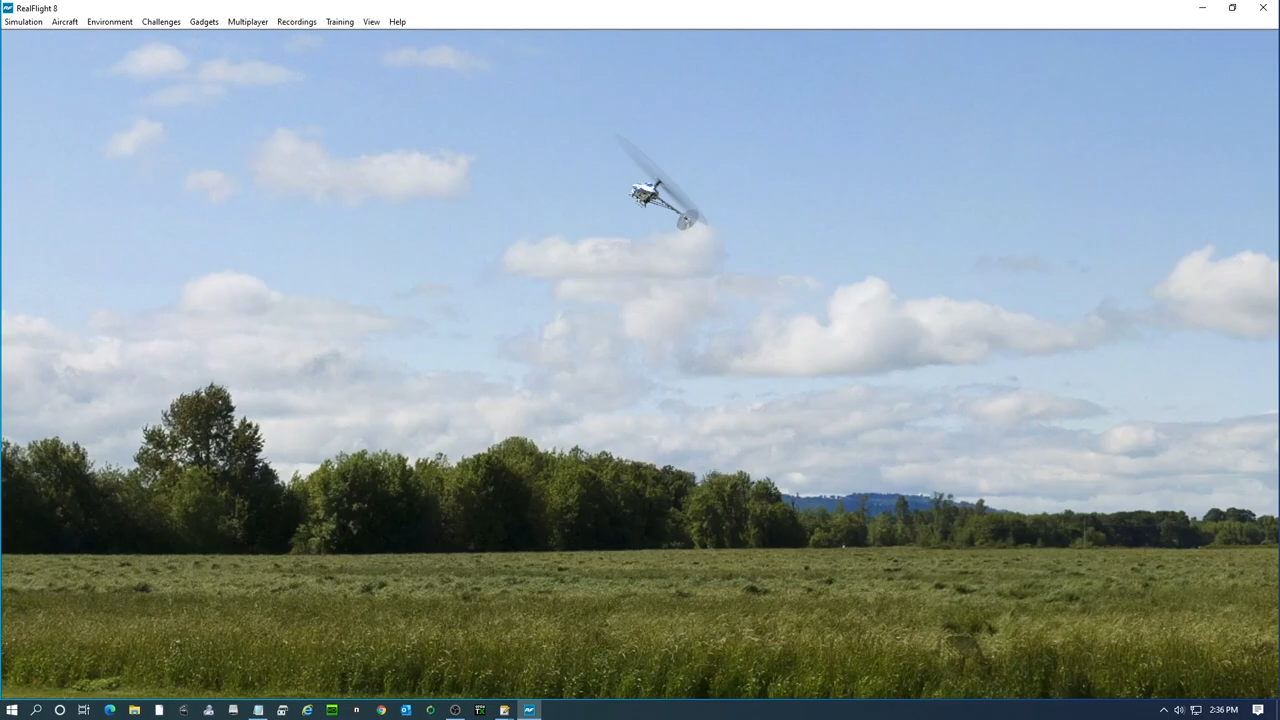 RealFlight 8
Simulation Aircraft Environment Challenges Gadgets Multiplayer Recordings Training View Help
2:36 PM